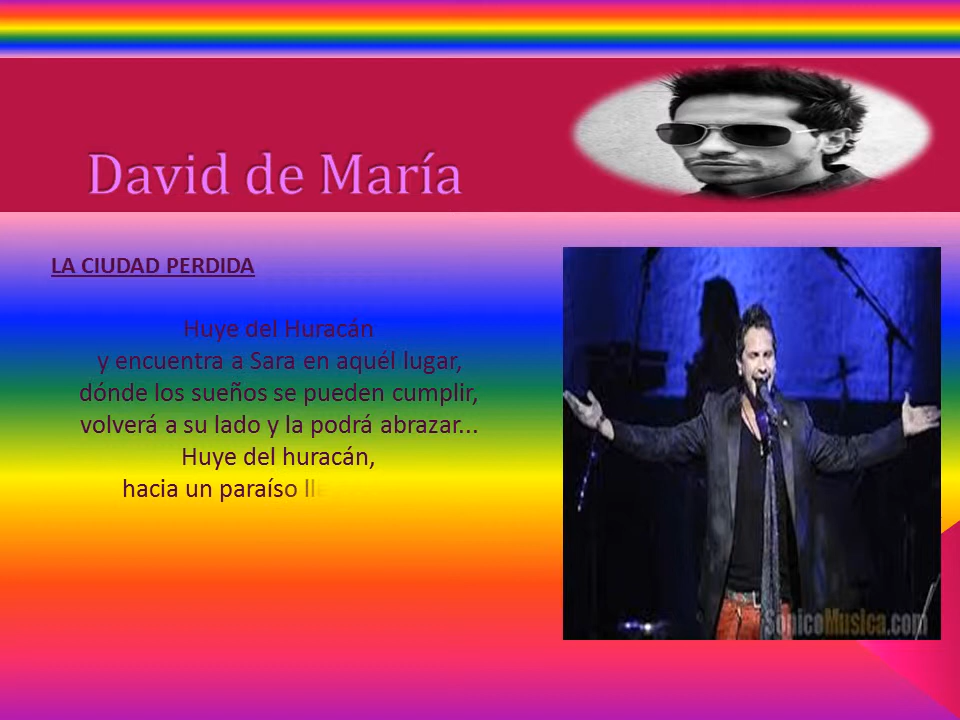 David de María
LA CIUDAD PERDIDA
Huye del Huracán
y encuentra a Sara en aquél lugar,
dónde los sueños se pueden cumplir,
volverá a su lado y la podrá abrazar...
Huye del huracán,
hacia un paraíso
SonicoMusica.com